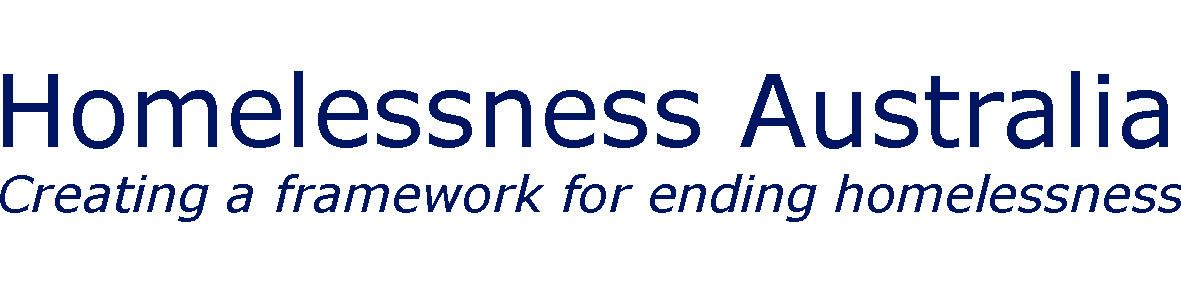 Homelessness Australia
Creating a framework for ending homelessness